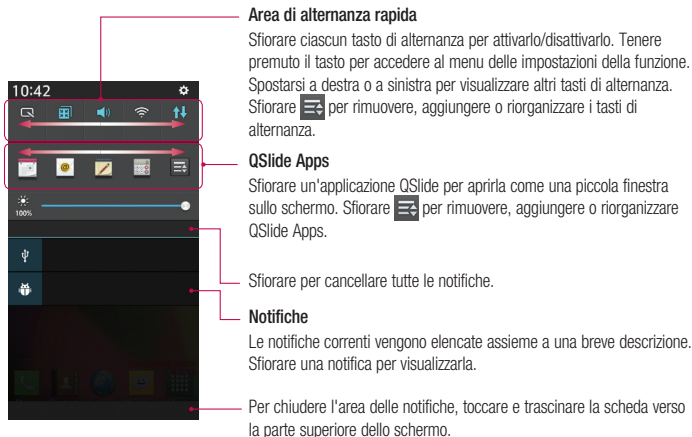 Area di alternanza rapida
Sfiorare ciascun tasto di alternanza per attivarlo/disattivarlo. Tenere
premuto il tasto per accedere al menu delle impostazioni della funzione.
Spostarsi a destra o a sinistra per visualizzare altri tasti di alternanza.
Sfiorare per rimuovere, aggiungere o riorganizzare i tasti di
alternanza.
10:42
QSlide Apps
Sfiorare un'applicazione QSlide per aprirla come una piccola finestra
sullo schermo. Sfiorare per rimuovere, aggiungere o riorganizzare
QSlide Apps.
100%
Sfiorare per cancellare tutte le notifiche.
Notifiche
Le notifiche correnti vengono elencate assieme a una breve descrizione.
Sfiorare una notifica per visualizzarla.
Per chiudere l'area delle notifiche, toccare e trascinare la scheda verso
la parte superiore dello schermo.